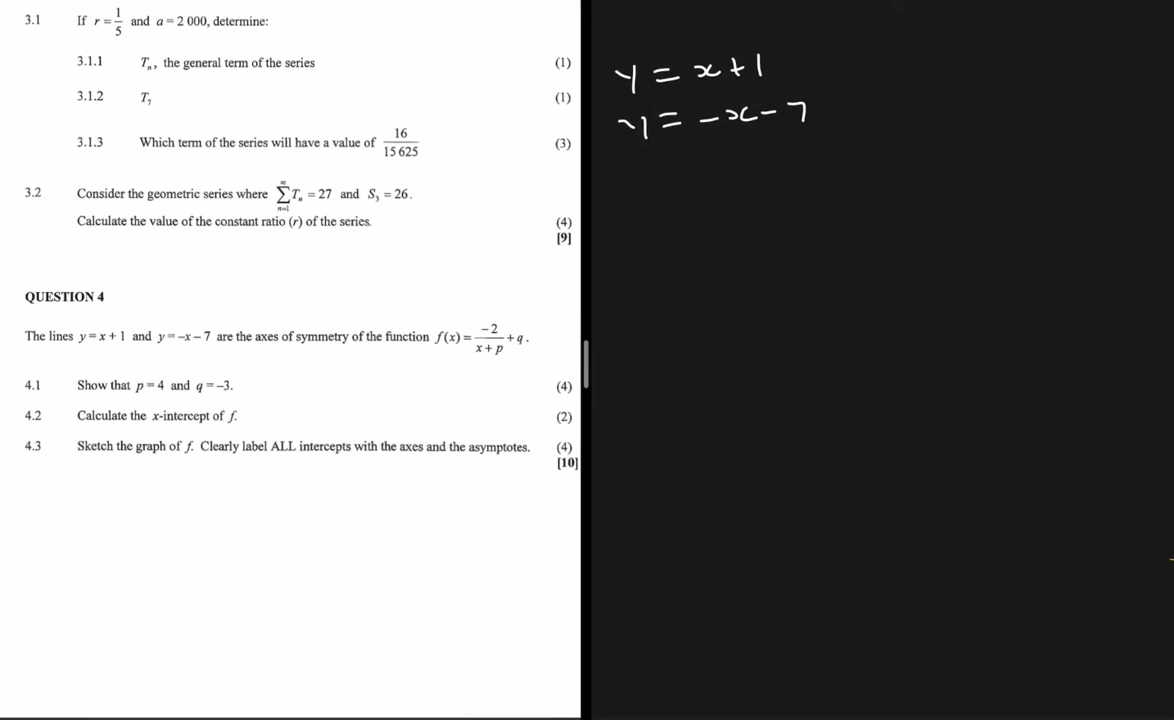 3.1 If r = 1/5 and a = 2 000, determine:
3.1.1 Tₙ, the general term of the series (1)
3.1.2 T₇ (1)
3.1.3 Which term of the series will have a value of 16/15 625 (3)
3.2 Consider the geometric series where ∑_{n=1}^{∞} Tₙ = 27 and S₃ = 26.
Calculate the value of the constant ratio (r) of the series. (4)
[9]
QUESTION 4
The lines y = x + 1 and y = –x – 7 are the axes of symmetry of the function f(x) = –2/(x + p) + q.
4.1 Show that p = 4 and q = –3. (4)
4.2 Calculate the x-intercept of f. (2)
4.3 Sketch the graph of f. Clearly label ALL intercepts with the axes and the asymptotes. (4)
[10]
y = x + 1
y = –x – 7